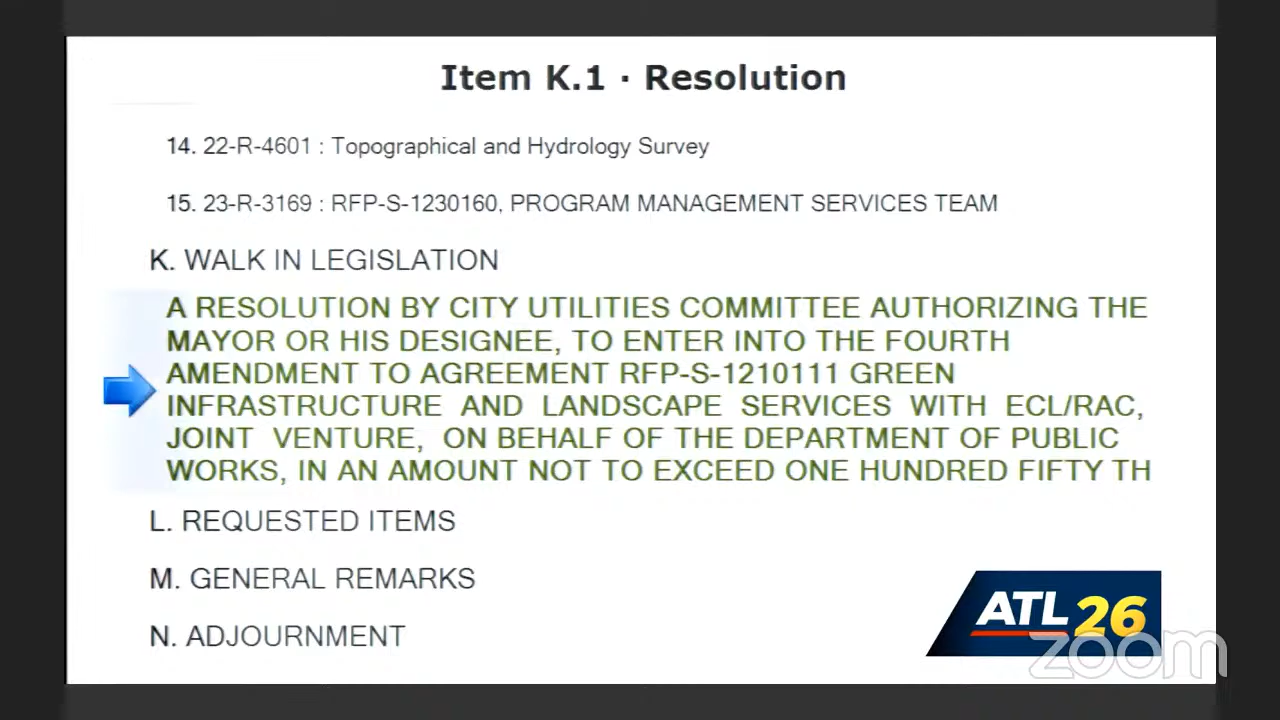 Item K.1 · Resolution
14. 22-R-4601 : Topographical and Hydrology Survey
15. 23-R-3169 : RFP-S-1230160, PROGRAM MANAGEMENT SERVICES TEAM
K. WALK IN LEGISLATION
A RESOLUTION BY CITY UTILITIES COMMITTEE AUTHORIZING THE
MAYOR OR HIS DESIGNEE, TO ENTER INTO THE FOURTH
AMENDMENT TO AGREEMENT RFP-S-1210111 GREEN
INFRASTRUCTURE AND LANDSCAPE SERVICES WITH ECL/RAC,
JOINT VENTURE, ON BEHALF OF THE DEPARTMENT OF PUBLIC
WORKS, IN AN AMOUNT NOT TO EXCEED ONE HUNDRED FIFTY TH
L. REQUESTED ITEMS
M. GENERAL REMARKS
N. ADJOURNMENT
ATL 26
zoom